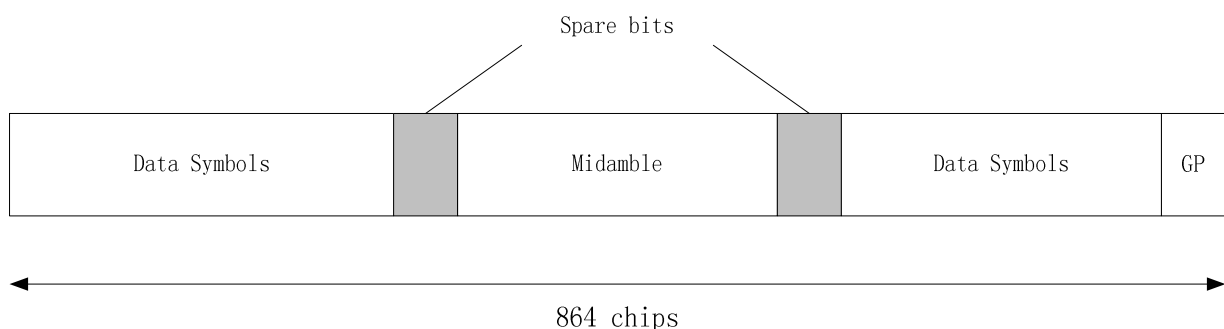 Spare bits
Data Symbols
Midamble
Data Symbols
GP
864 chips